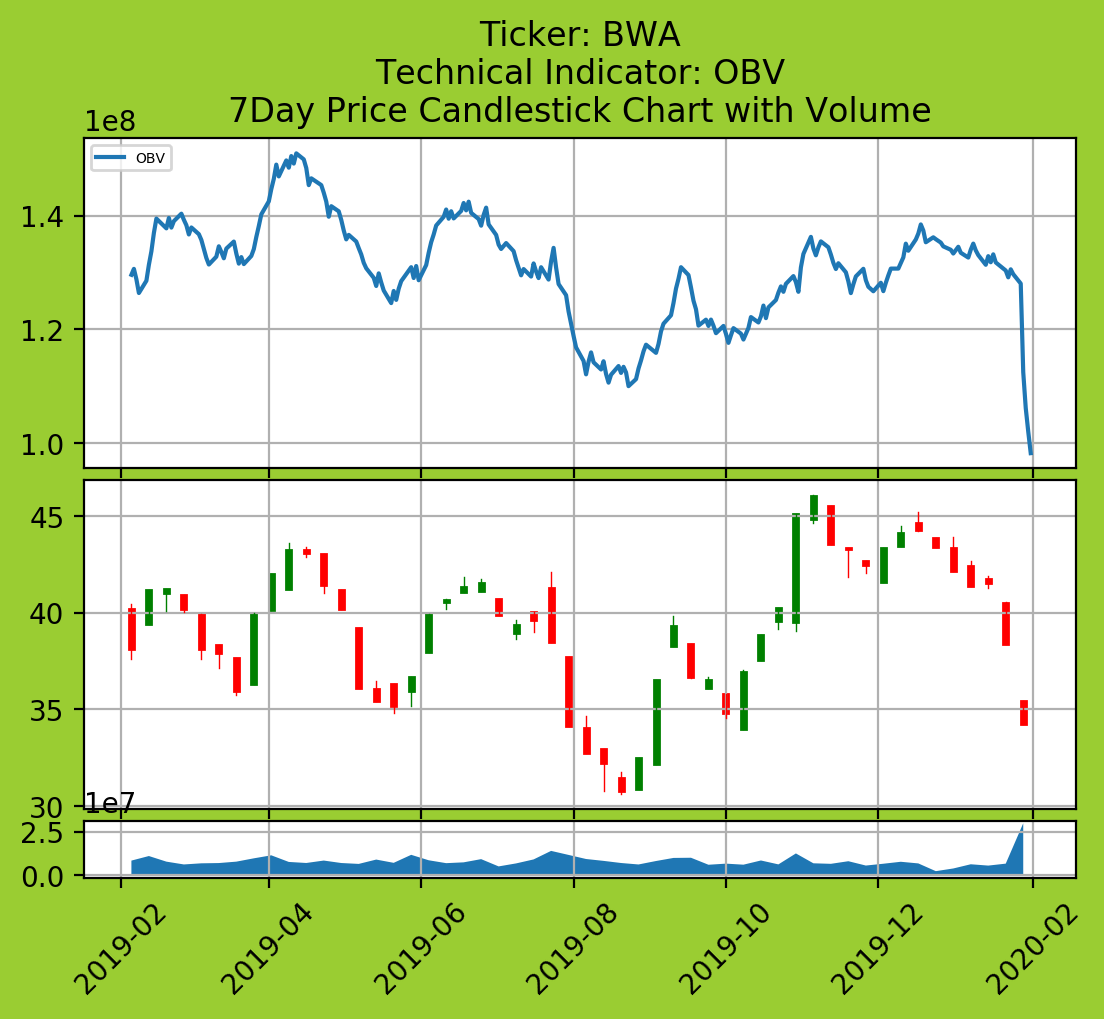 Ticker: BWA
Technical Indicator: OBV
7Day Price Candlestick Chart with Volume
1e8
OBV
1.4
1.2
1.0
45
40
35
30
1e7
2.5
0.0
2019-02
2019-04
2019-06
2019-08
2019-10
2019-12
2020-02